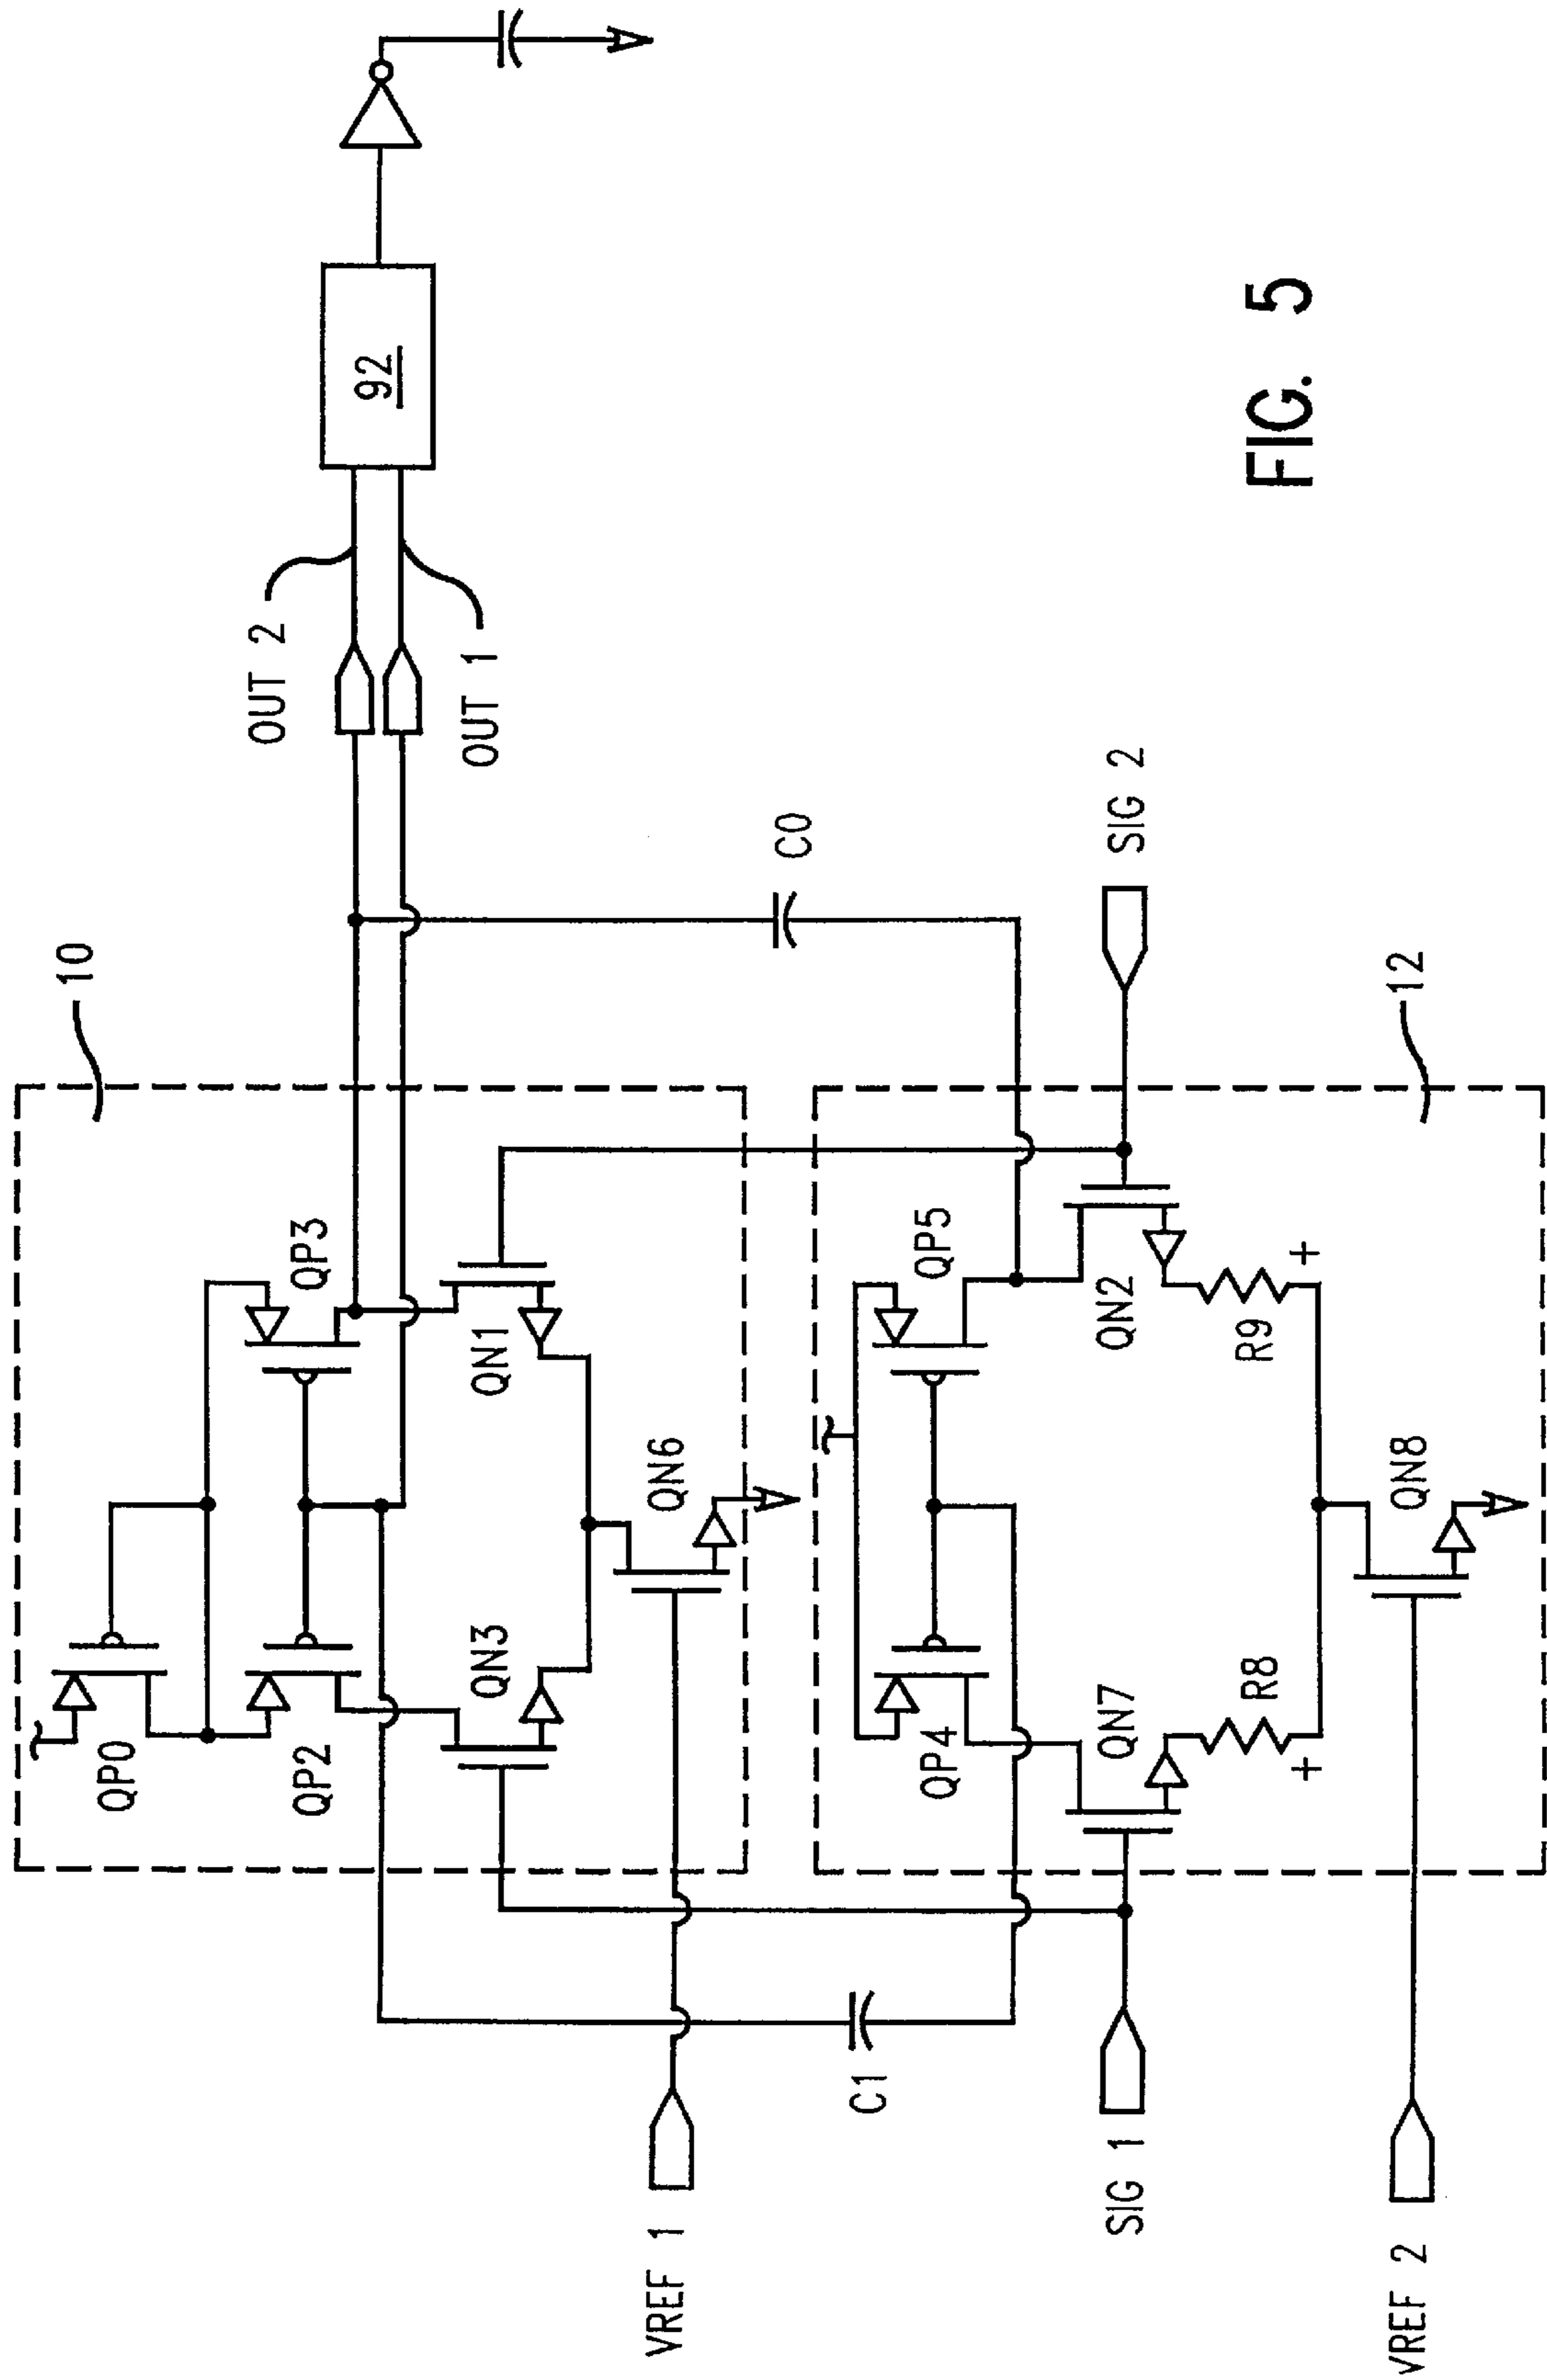 10
QP0
QP2
QP3
OUT 2
OUT 1
92
QN3
QN1
QN6
VREF 1
C0
C1
QP4
QP5
SIG 2
QN7
QN2
SIG 1
R8
R9
+
+
QN8
12
VREF 2
FIG. 5